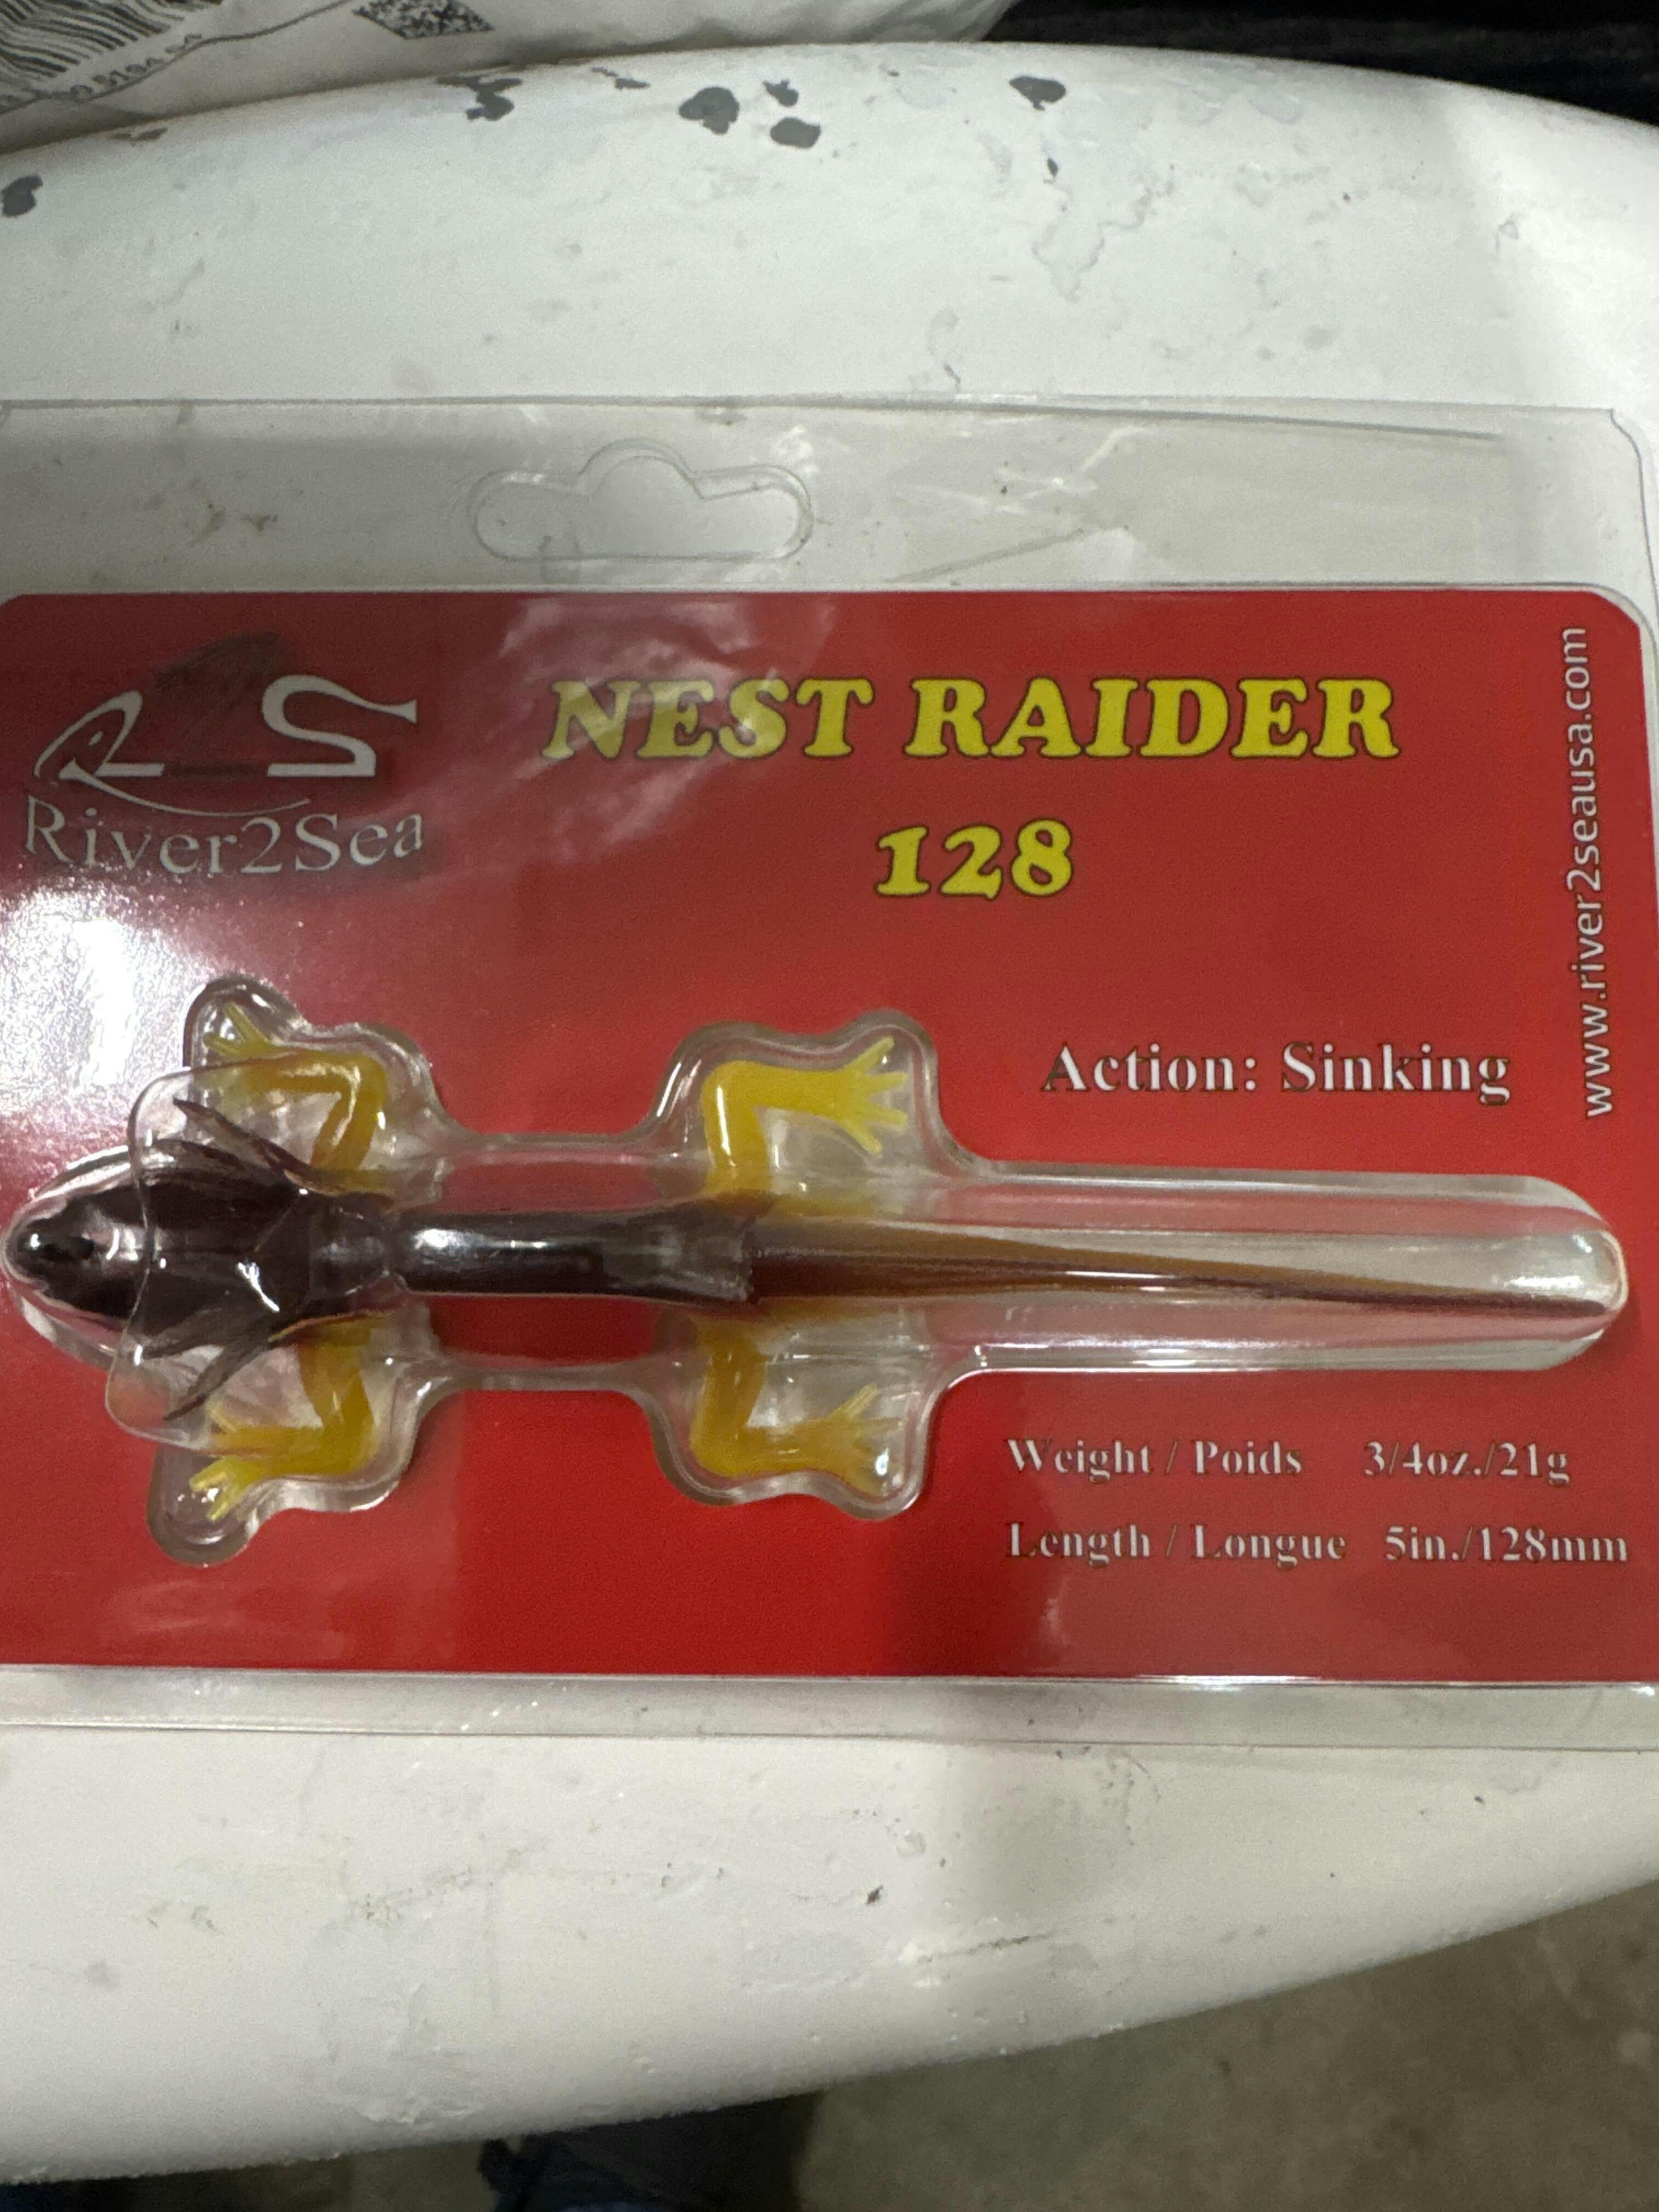 River2Sea
NEST RAIDER
128
www.river2seausa.com
Action: Sinking
Weight / Poids 3/4oz./21g
Length / Longue 5in./128mm